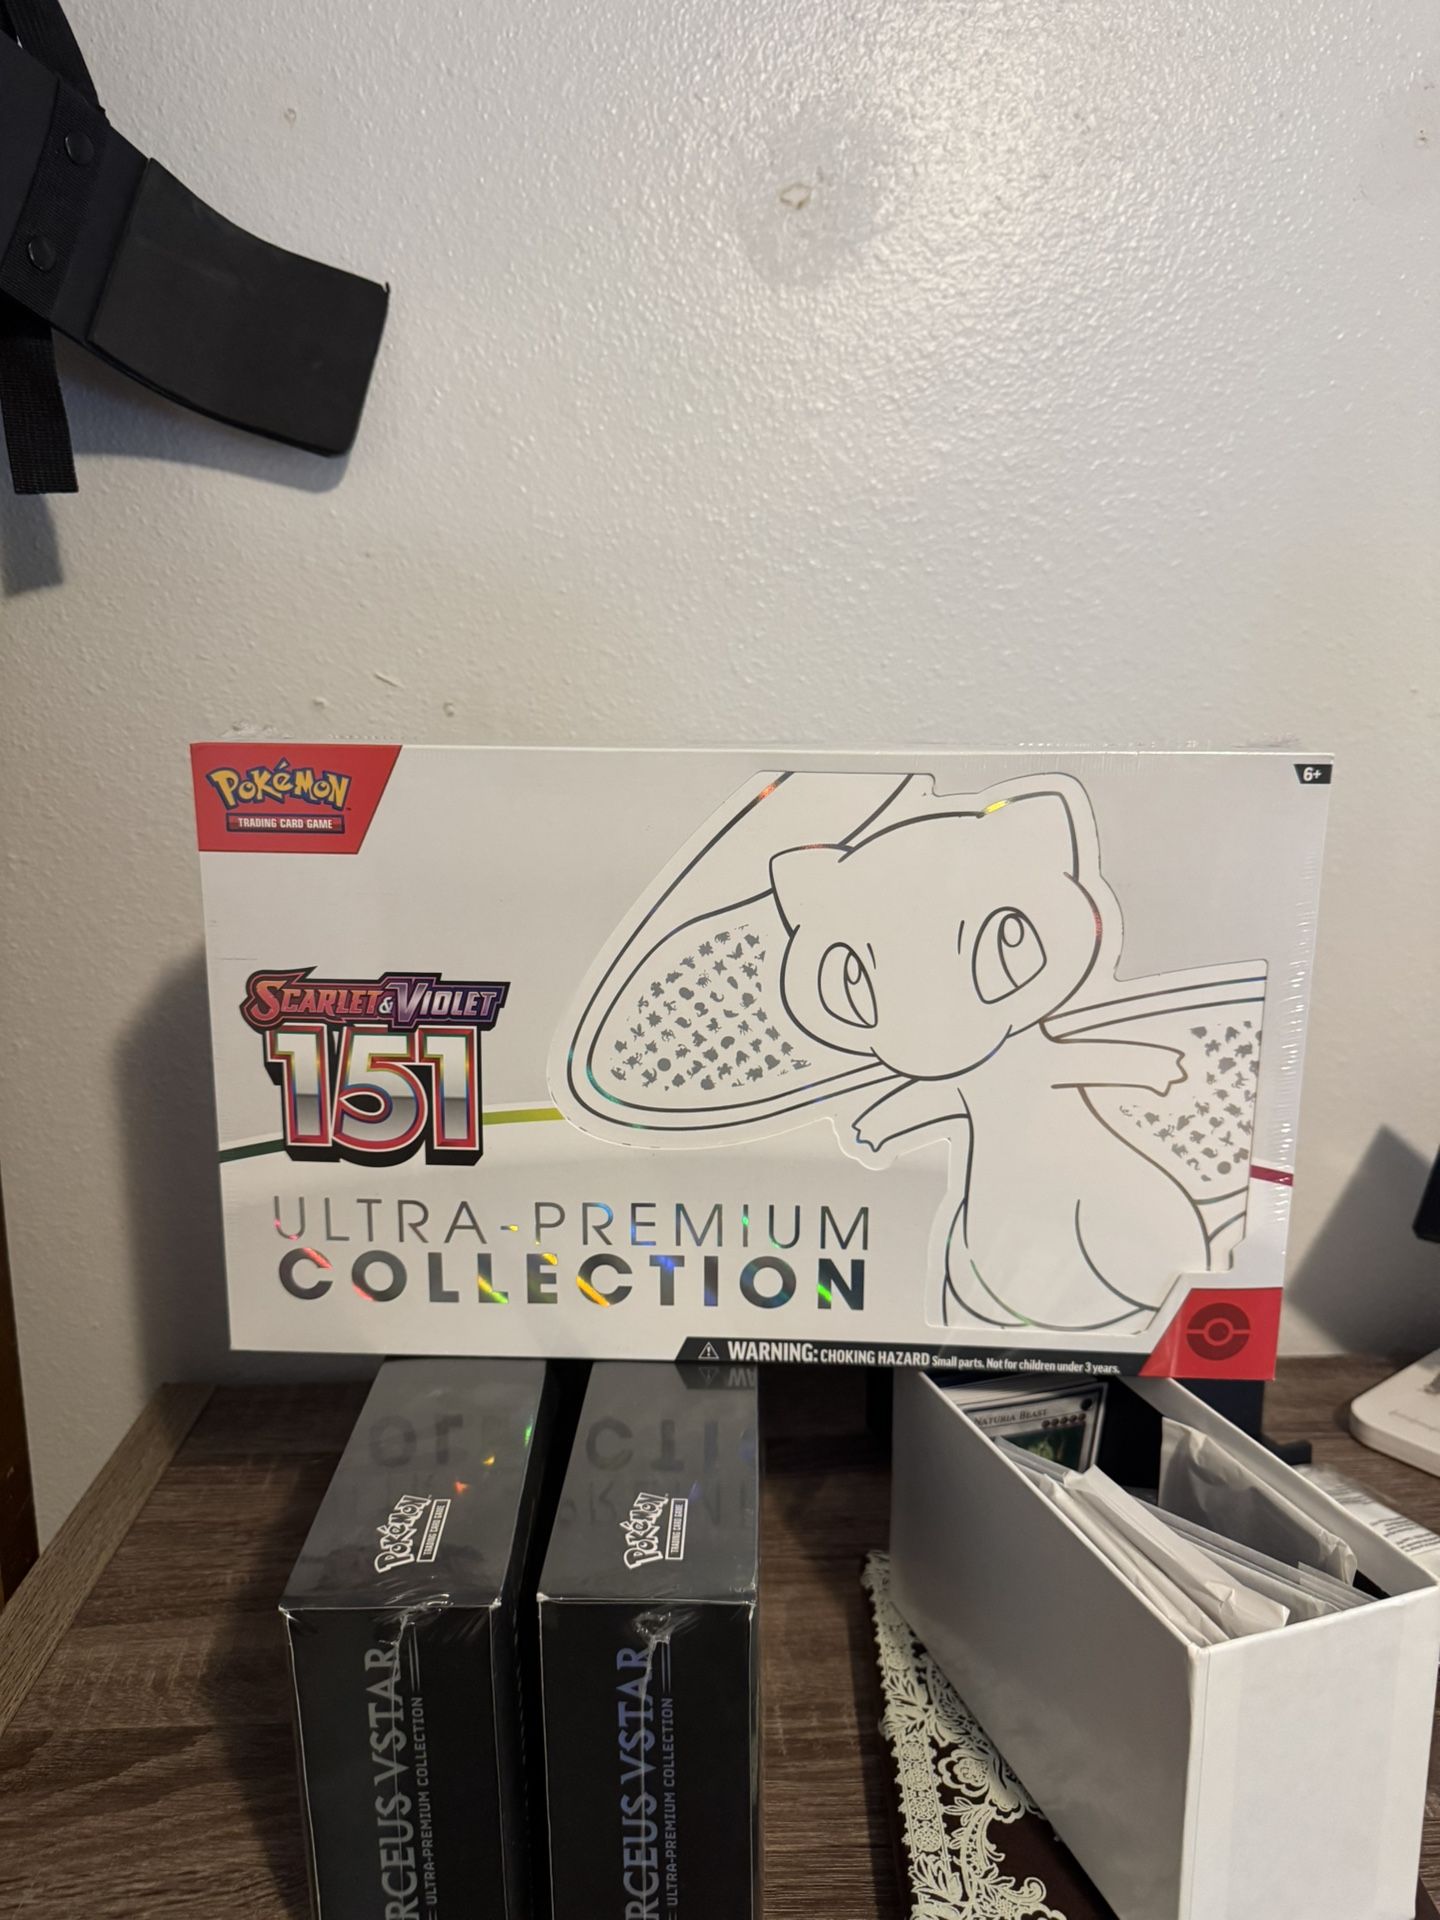 POKéMON
TRADING CARD GAME
6+
SCARLET & VIOLET
151
ULTRA-PREMIUM
COLLECTION
WARNING: CHOKING HAZARD Small parts. Not for children under 3 years.
NATURIA BEAST
POKéMON
TRADING CARD GAME
RCEUS VSTAR
ULTRA-PREMIUM COLLECTION
POKéMON
TRADING CARD GAME
RCEUS VSTAR
ULTRA-PREMIUM COLLECTION